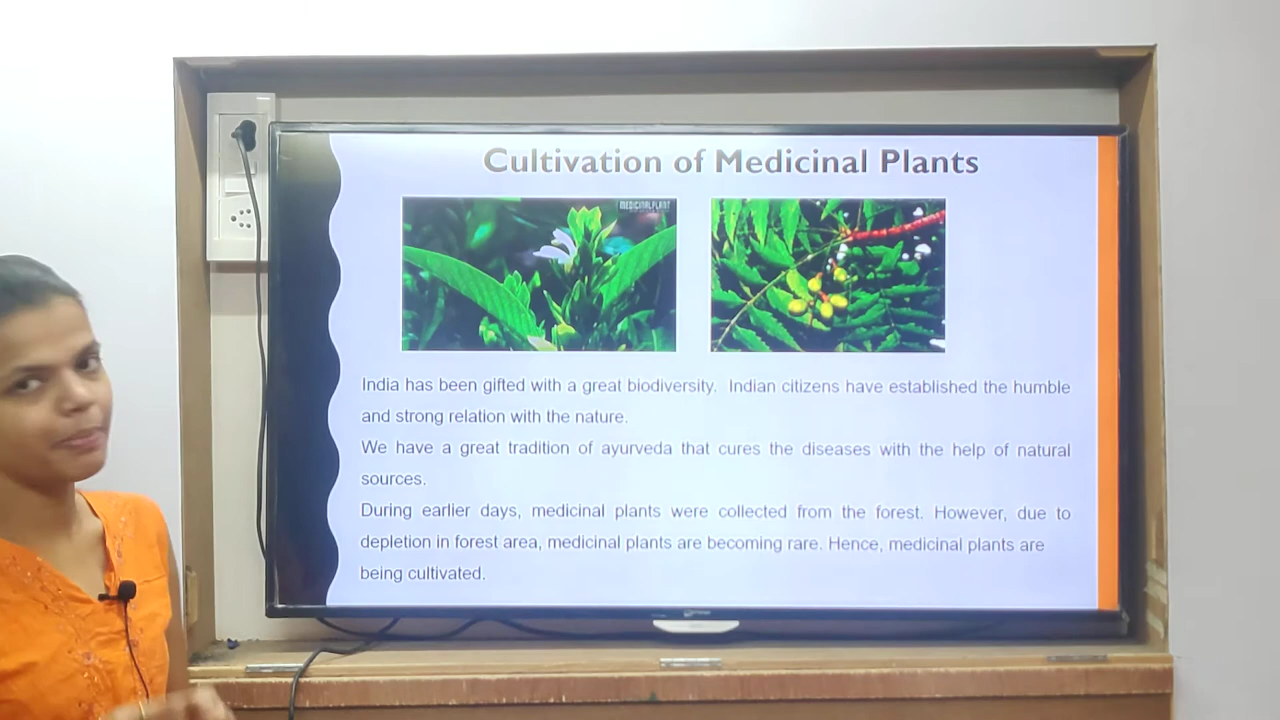 Cultivation of Medicinal Plants
MEDICINALPLANT
India has been gifted with a great biodiversity. Indian citizens have established the humble
and strong relation with the nature.
We have a great tradition of ayurveda that cures the diseases with the help of natural
sources.
During earlier days, medicinal plants were collected from the forest. However, due to
depletion in forest area, medicinal plants are becoming rare. Hence, medicinal plants are
being cultivated.